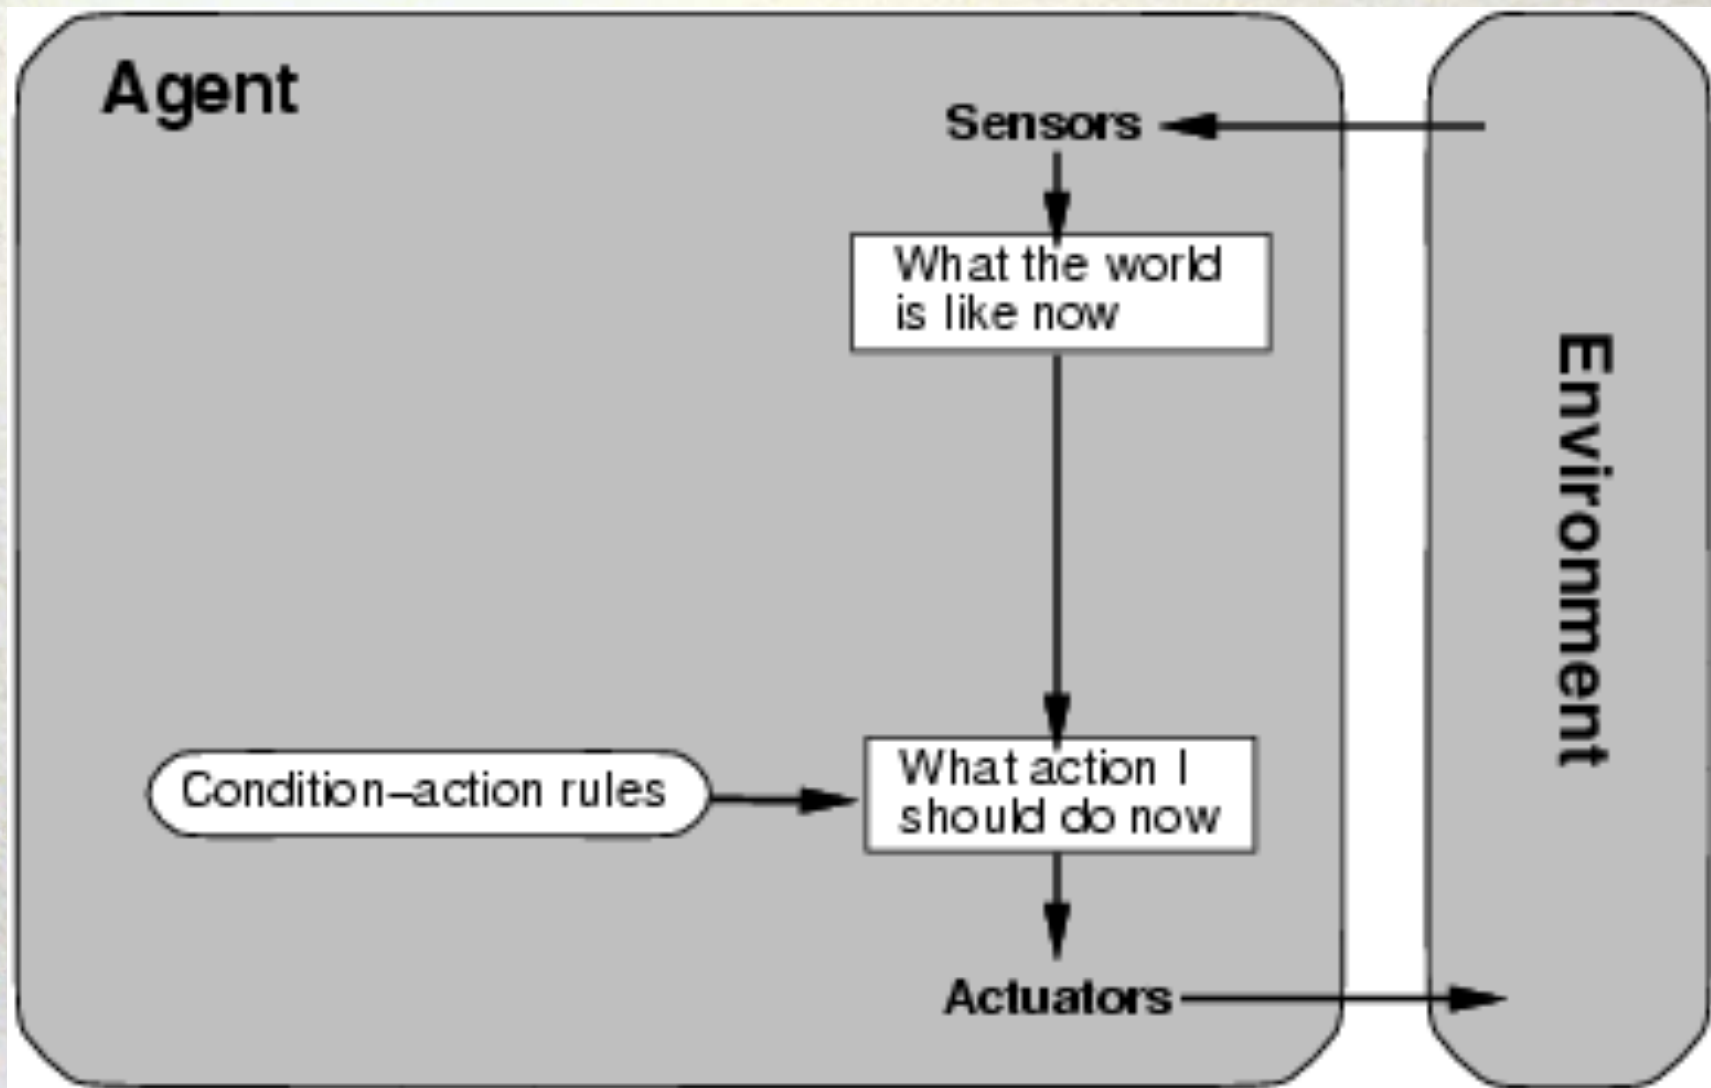 Agent
Sensors
What the world
is like now
Environment
Condition–action rules
What action I
should do now
Actuators